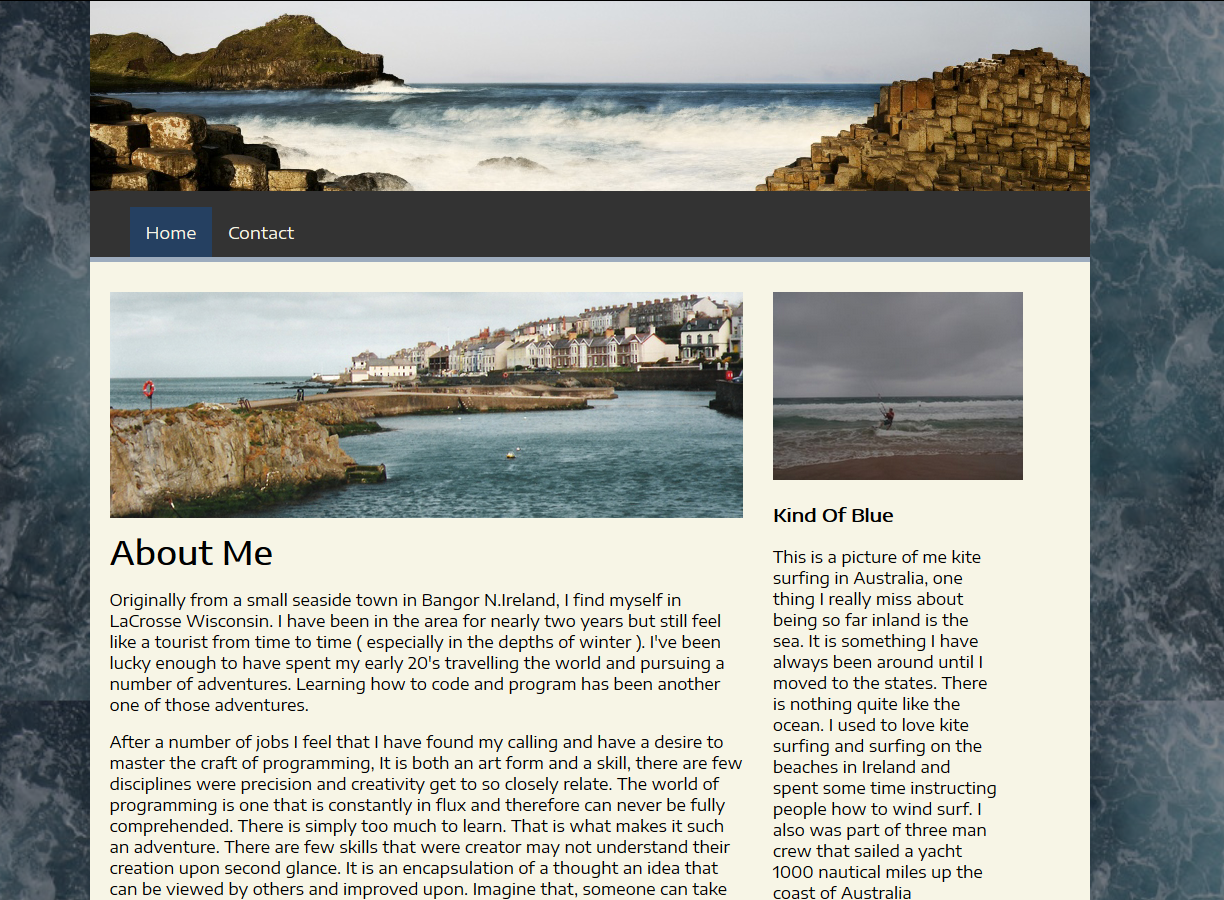 Home Contact
About Me
Originally from a small seaside town in Bangor N.Ireland, I find myself in
LaCrosse Wisconsin. I have been in the area for nearly two years but still feel
like a tourist from time to time ( especially in the depths of winter ). I've been
lucky enough to have spent my early 20's travelling the world and pursuing a
number of adventures. Learning how to code and program has been another
one of those adventures.
After a number of jobs I feel that I have found my calling and have a desire to
master the craft of programming, It is both an art form and a skill, there are few
disciplines were precision and creativity get to so closely relate. The world of
programming is one that is constantly in flux and therefore can never be fully
comprehended. There is simply too much to learn. That is what makes it such
an adventure. There are few skills that were creator may not understand their
creation upon second glance. It is an encapsulation of a thought an idea that
can be viewed by others and improved upon. Imagine that, someone can take
Kind Of Blue
This is a picture of me kite
surfing in Australia, one
thing I really miss about
being so far inland is the
sea. It is something I have
always been around until I
moved to the states. There
is nothing quite like the
ocean. I used to love kite
surfing and surfing on the
beaches in Ireland and
spent some time instructing
people how to wind surf. I
also was part of three man
crew that sailed a yacht
1000 nautical miles up the
coast of Australia